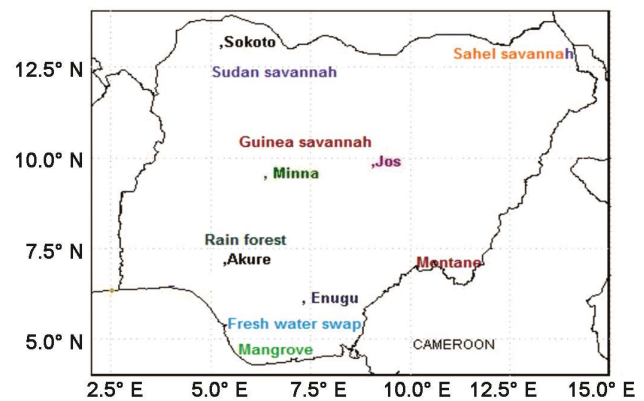 Sokoto
Sahel savannah
12.5° N
Sudan savannah
Guinea savannah
10.0° N
Jos
Minna
Rain forest
7.5° N
Akure
Montane
Enugu
Fresh water swap
5.0° N
Mangrove
CAMEROON
2.5° E 5.0° E 7.5° E 10.0° E 12.5° E 15.0° E